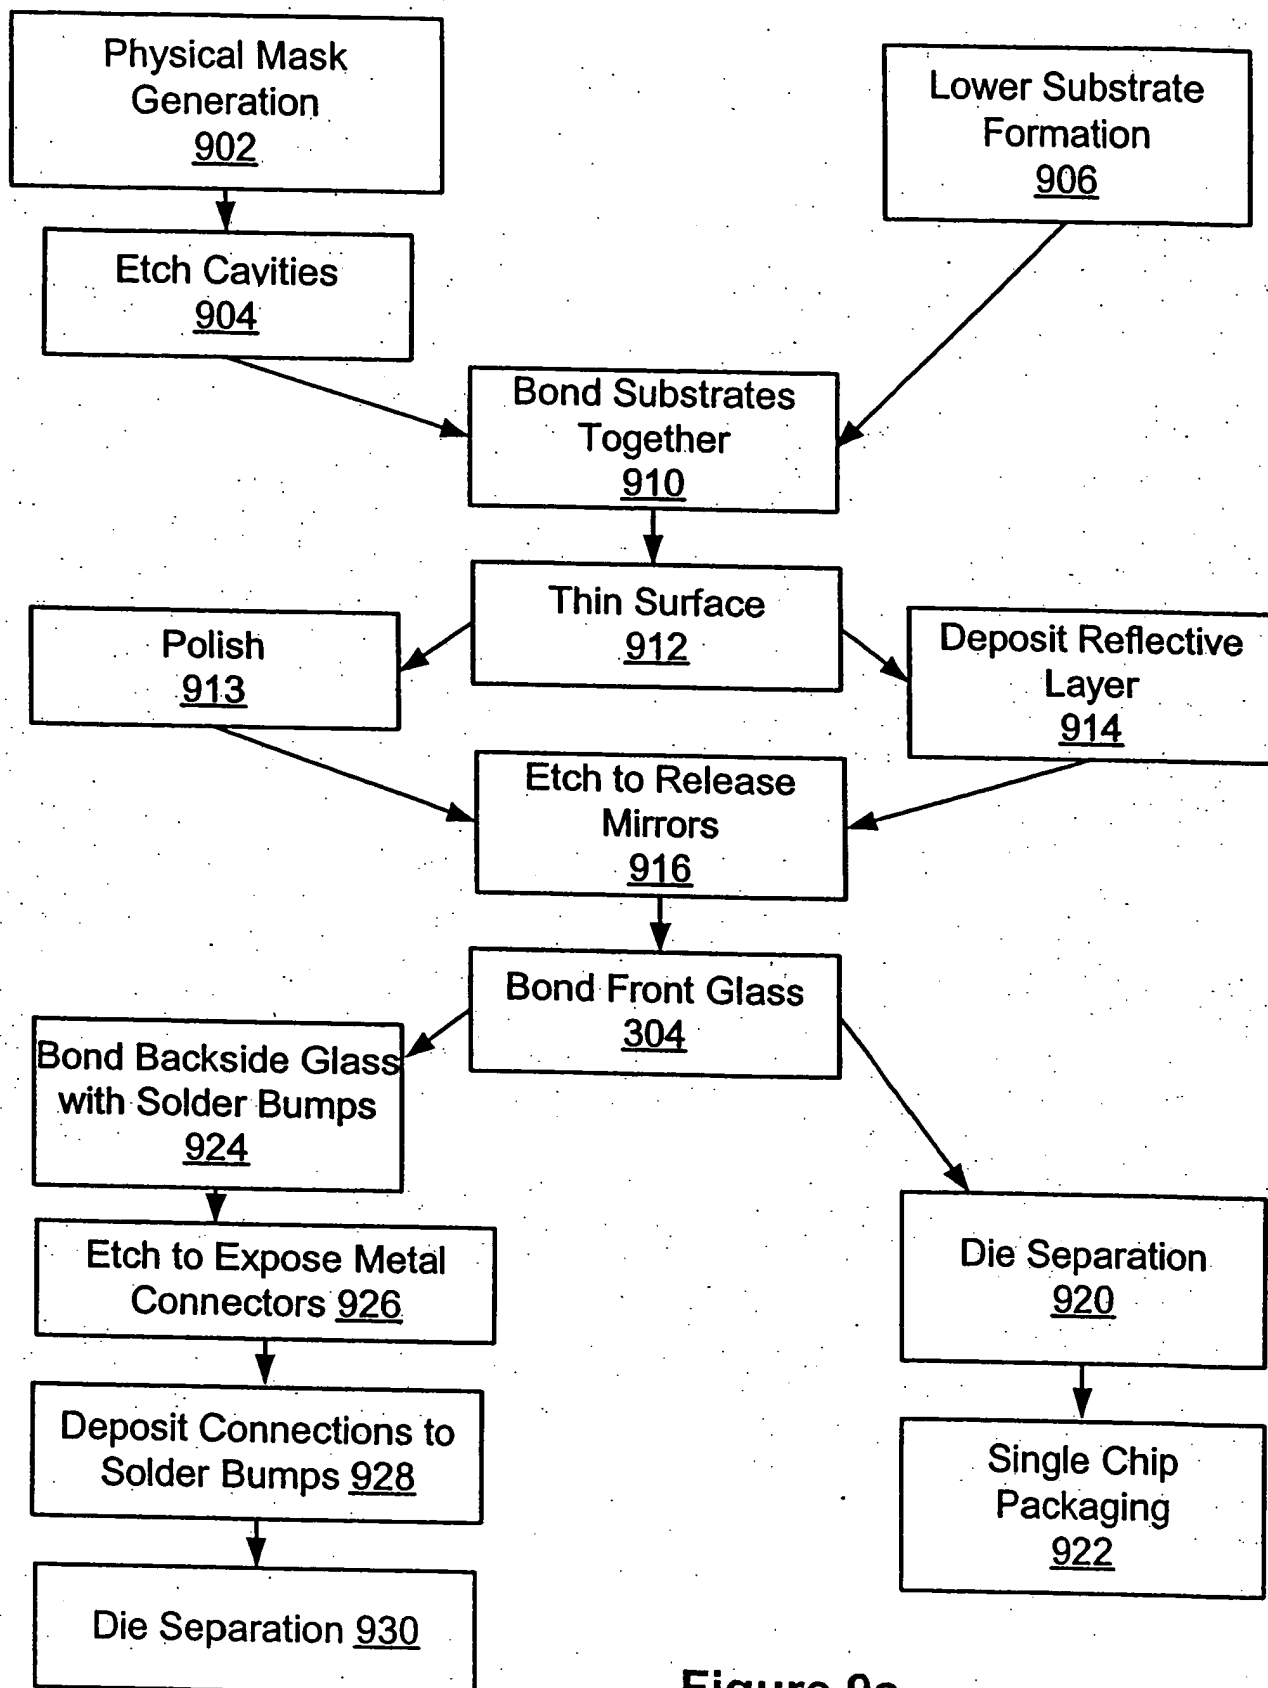 Physical Mask
Generation
902
Lower Substrate
Formation
906
Etch Cavities
904
Bond Substrates
Together
910
Thin Surface
912
Polish
913
Deposit Reflective
Layer
914
Etch to Release
Mirrors
916
Bond Front Glass
304
Bond Backside Glass
with Solder Bumps
924
Etch to Expose Metal
Connectors 926
Die Separation
920
Deposit Connections to
Solder Bumps 928
Single Chip
Packaging
922
Die Separation 930
Figure